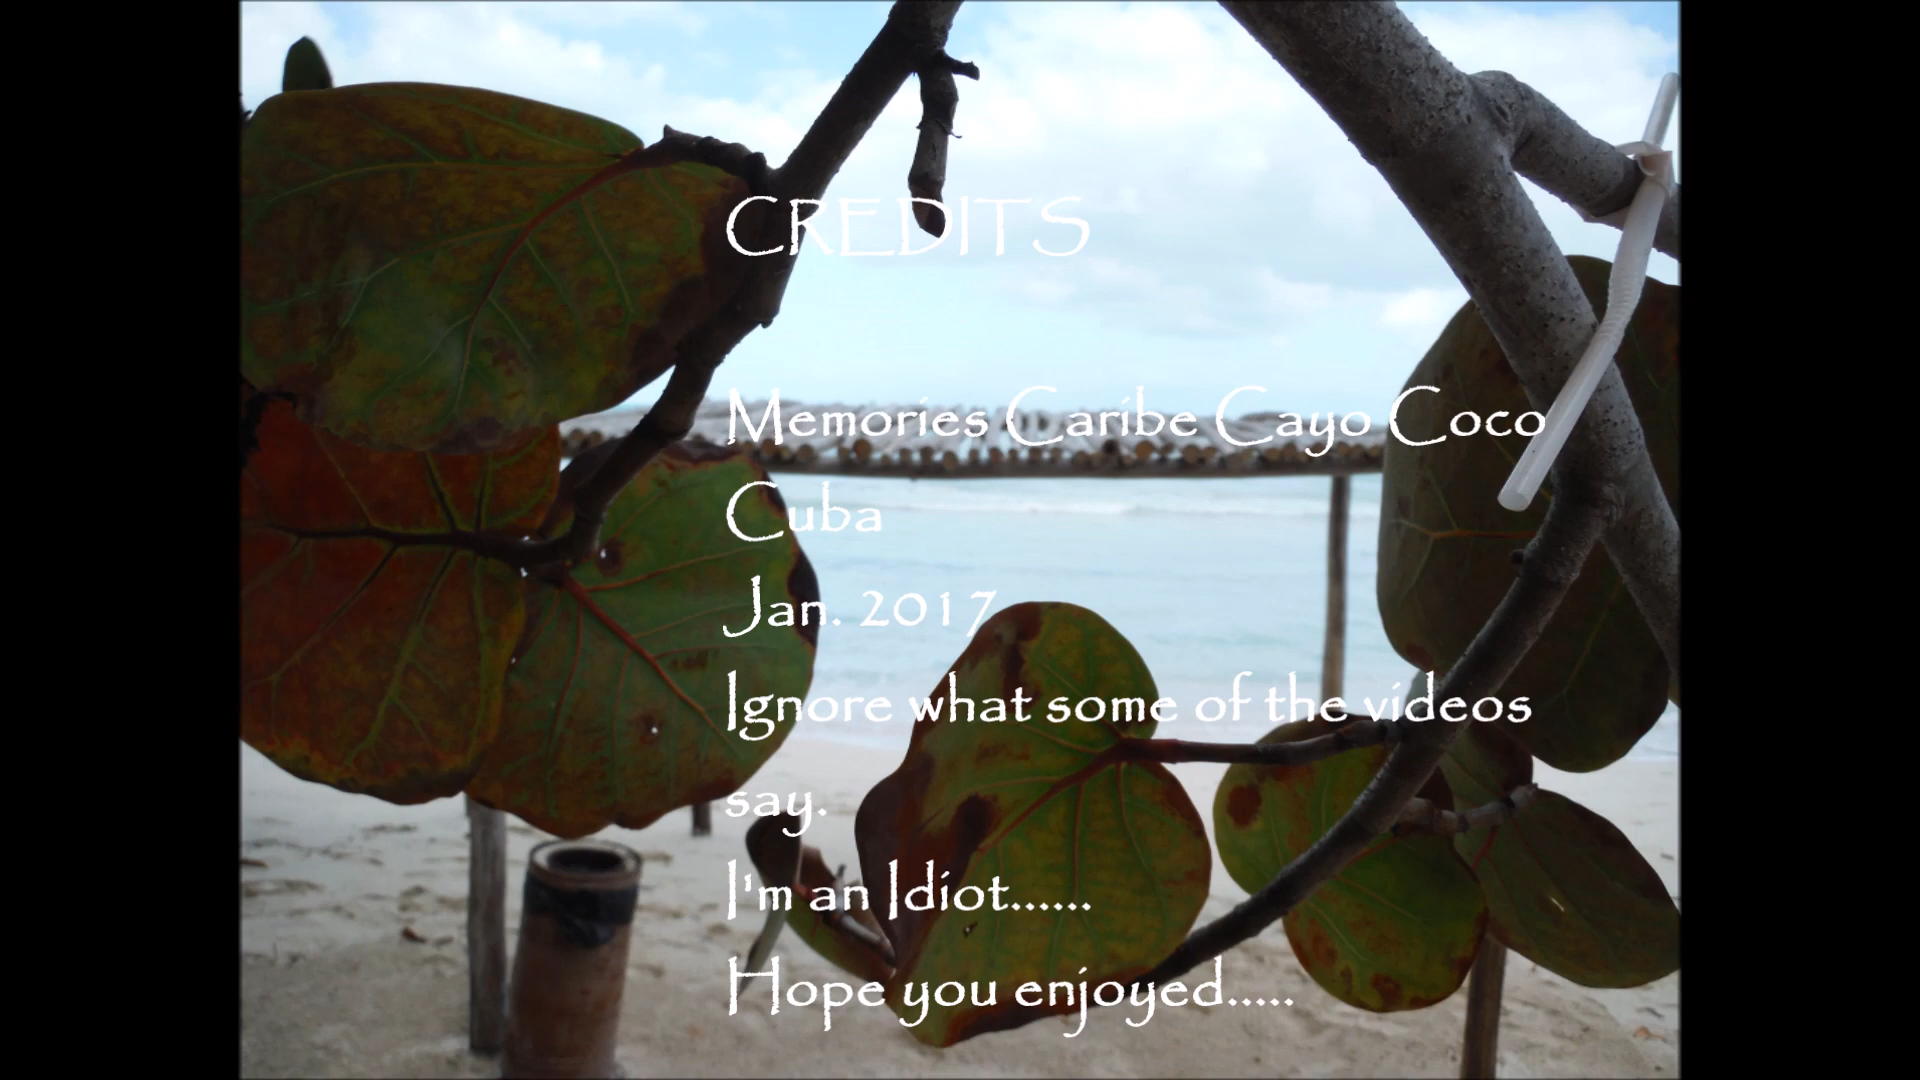 CREDITS
Memories Caribe Cayo Coco
Cuba
Jan. 2017
Ignore what some of the videos
say.
I'm an Idiot......
Hope you enjoyed.....